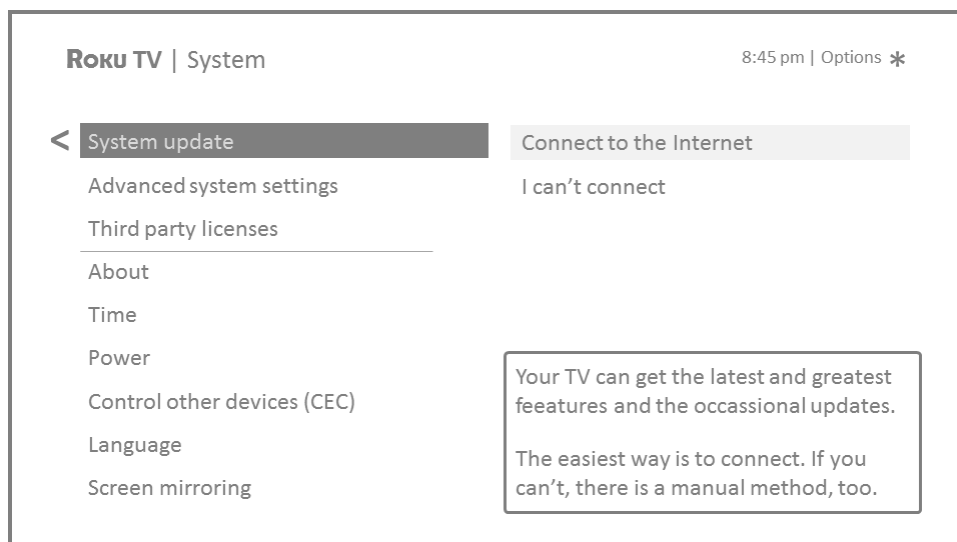 ROKU TV | System
8:45 pm | Options *
< System update
Advanced system settings
Third party licenses
About
Time
Power
Control other devices (CEC)
Language
Screen mirroring
Connect to the Internet
I can't connect
Your TV can get the latest and greatest
feeatures and the occassional updates.
The easiest way is to connect. If you
can't, there is a manual method, too.